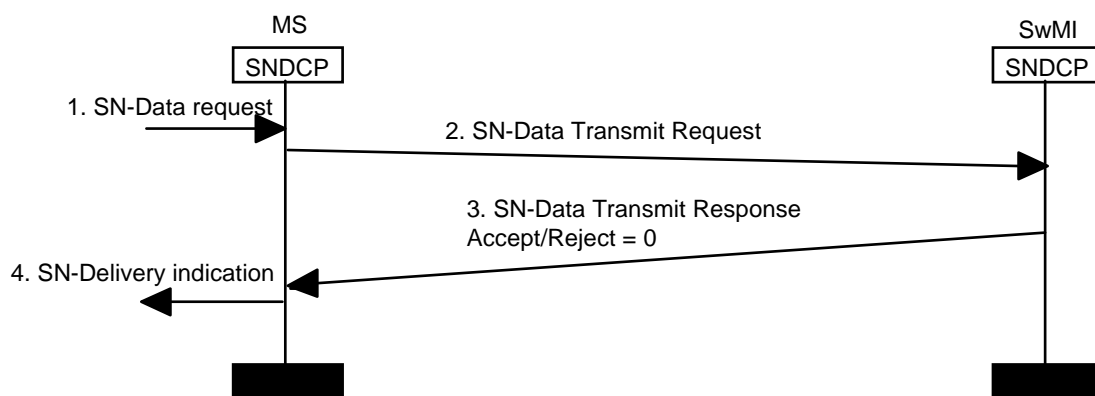 MS
SwMI
SNDCP
SNDCP
1. SN-Data request
2. SN-Data Transmit Request
3. SN-Data Transmit Response
Accept/Reject = 0
4. SN-Delivery indication